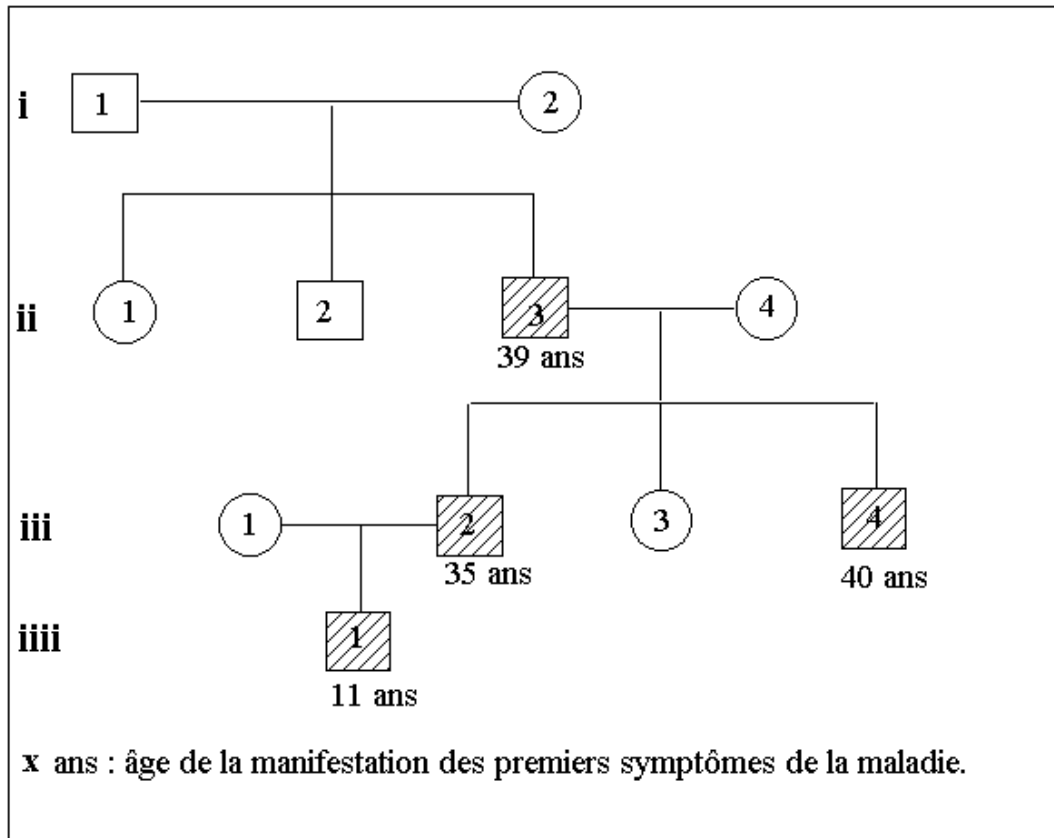 i 1 2
ii 1 2 3 4
39 ans
iii 1 2 3 4
35 ans 40 ans
iiii 1
11 ans
x ans : âge de la manifestation des premiers symptômes de la maladie.